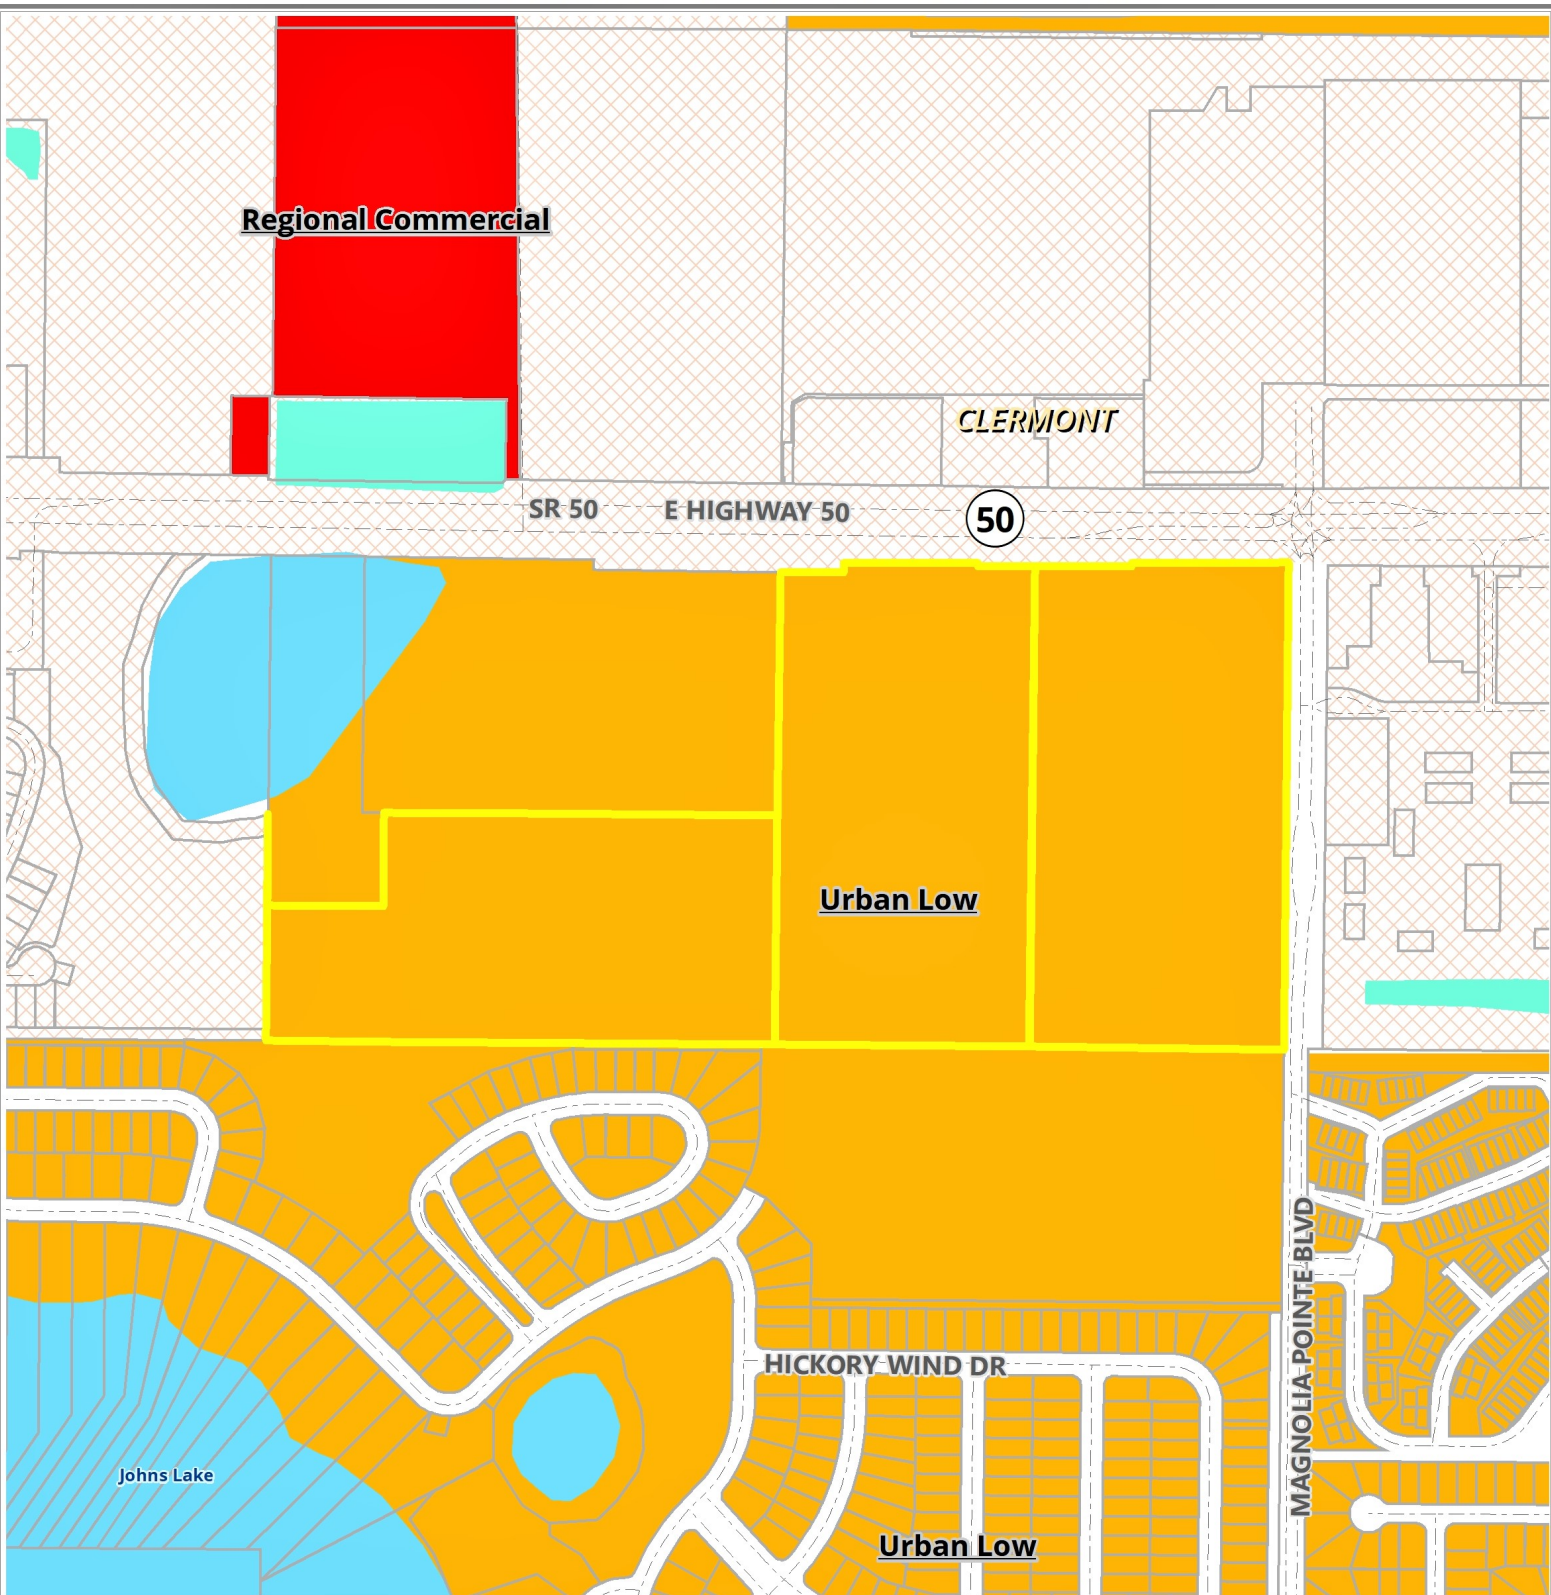 Regional Commercial
CLERMONT
SR 50
E HIGHWAY 50
50
Urban Low
MAGNOLIA POINTE BLVD
HICKORY WIND DR
Johns Lake
Urban Low